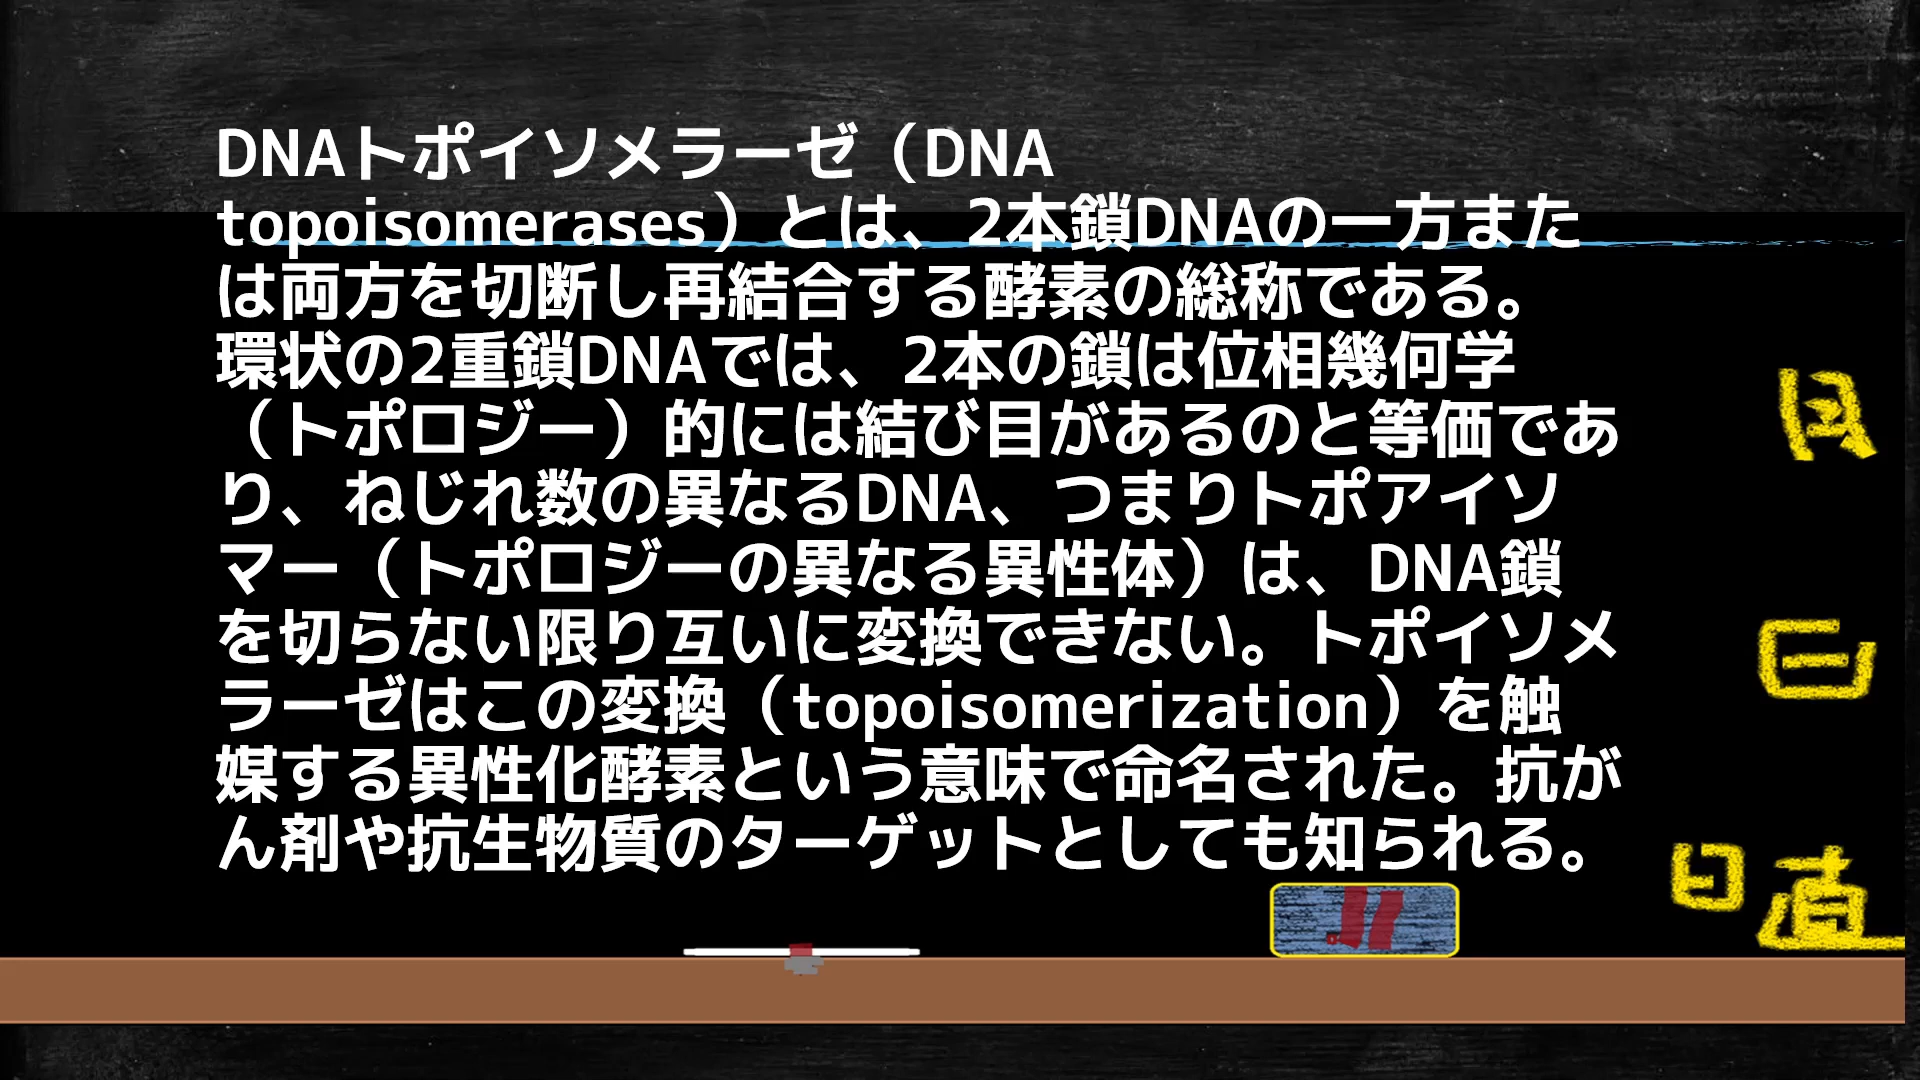 DNAトポイソメラーゼ（DNA
topoisomerases）とは、2本鎖DNAの一方また
は両方を切断し再結合する酵素の総称である。
環状の2重鎖DNAでは、2本の鎖は位相幾何学
（トポロジー）的には結び目があるのと等価であ
り、ねじれ数の異なるDNA、つまりトポアイソ
マー（トポロジーの異なる異性体）は、DNA鎖
を切らない限り互いに変換できない。トポイソメ
ラーゼはこの変換（topoisomerization）を触
媒する異性化酵素という意味で命名された。抗が
ん剤や抗生物質のターゲットとしても知られる。
日直